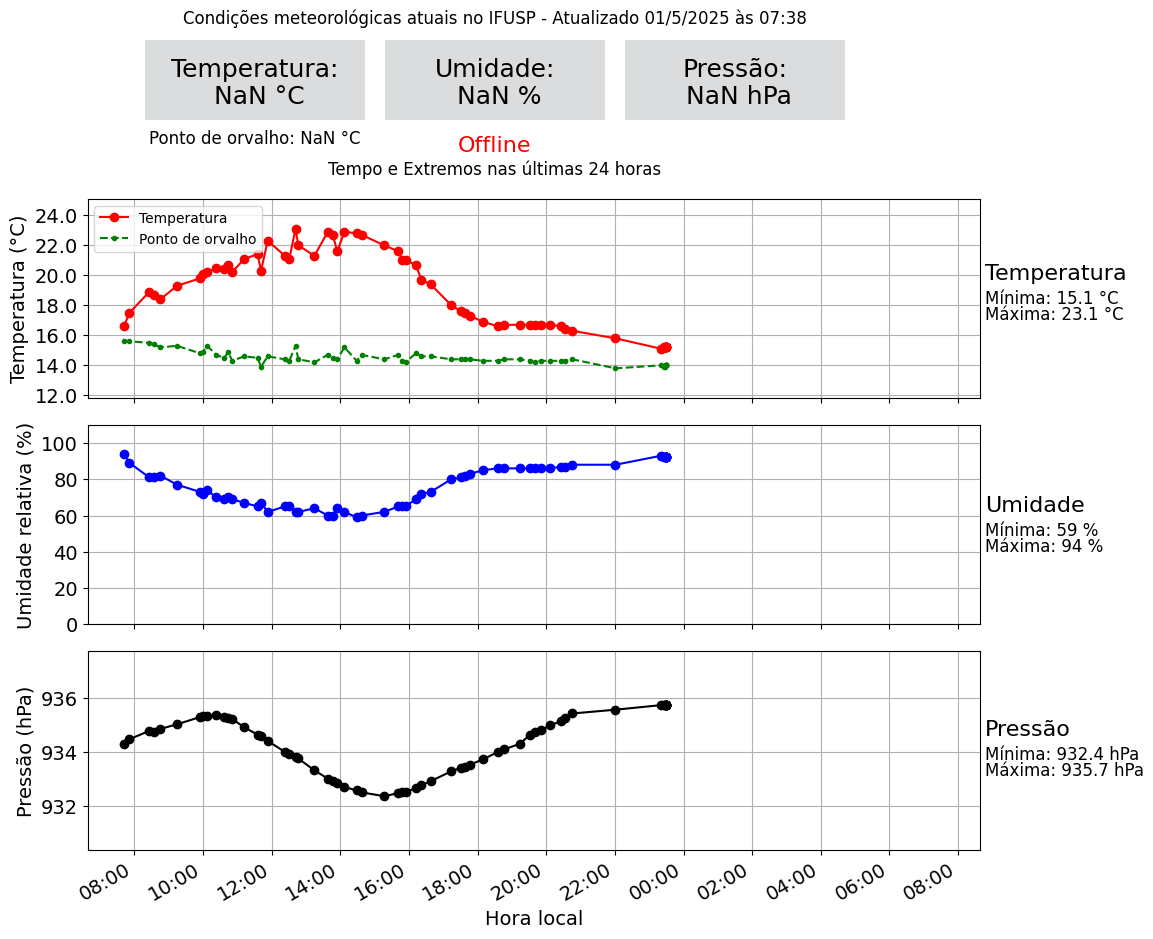 Condições meteorológicas atuais no IFUSP - Atualizado 01/5/2025 às 07:38
Temperatura:
NaN °C
Umidade:
NaN %
Pressão:
NaN hPa
Ponto de orvalho: NaN °C
Offline
Tempo e Extremos nas últimas 24 horas
Temperatura (°C)
24.0
22.0
20.0
18.0
16.0
14.0
12.0
Temperatura
Ponto de orvalho
Temperatura
Mínima: 15.1 °C
Máxima: 23.1 °C
Umidade relativa (%)
100
80
60
40
20
0
Umidade
Mínima: 59 %
Máxima: 94 %
Pressão (hPa)
936
934
932
Pressão
Mínima: 932.4 hPa
Máxima: 935.7 hPa
08:00 10:00 12:00 14:00 16:00 18:00 20:00 22:00 00:00 02:00 04:00 06:00 08:00
Hora local